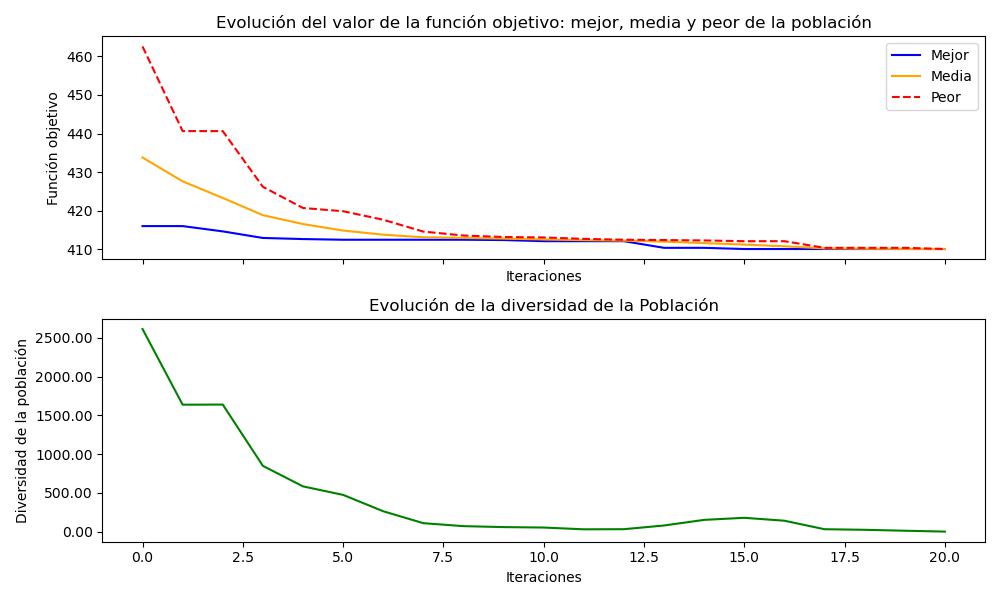 Evolución del valor de la función objetivo: mejor, media y peor de la población
460
450
440
430
420
410
Función objetivo
Mejor
Media
Peor
Iteraciones
Evolución de la diversidad de la Población
2500.00
2000.00
1500.00
1000.00
500.00
0.00
Diversidad de la población
0.0 2.5 5.0 7.5 10.0 12.5 15.0 17.5 20.0
Iteraciones